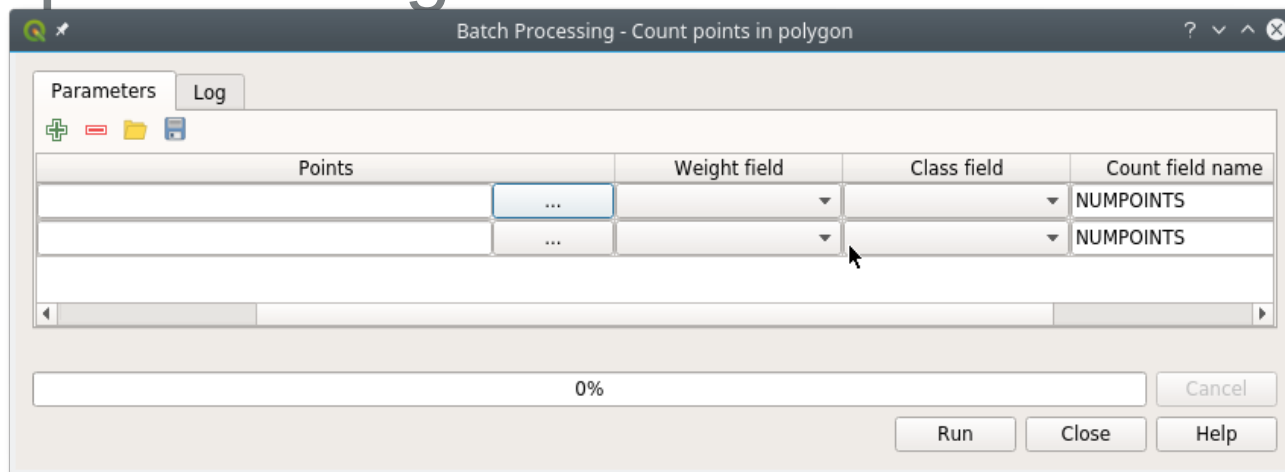 Batch Processing - Count points in polygon
Parameters Log
Points Weight field Class field Count field name
... NUMPOINTS
... NUMPOINTS
0% Cancel
Run Close Help